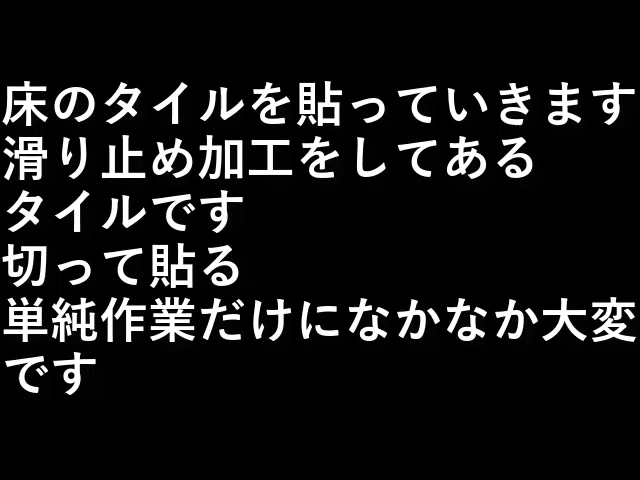 床のタイルを貼っていきます
滑り止め加工をしてある
タイルです
切って貼る
単純作業だけになかなか大変
です